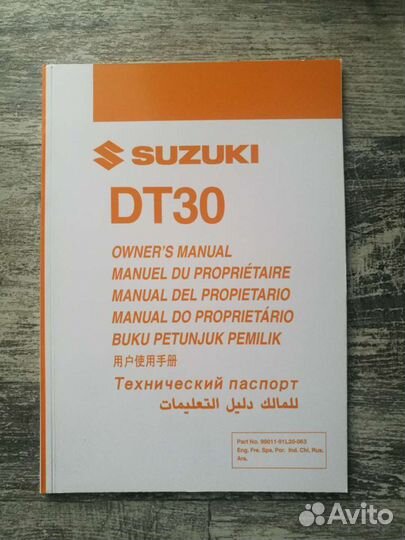 SUZUKI
DT30
OWNER'S MANUAL
MANUEL DU PROPRIÉTAIRE
MANUAL DEL PROPIETARIO
MANUAL DO PROPRIETÁRIO
BUKU PETUNJUK PEMILIK
用户使用手册
Технический паспорт
للمالك دليل التعليمات
Part No. 99011-91L20-063
Eng. Fre. Spa. Por. Ind. Chi. Rus.
Ara.
Avito